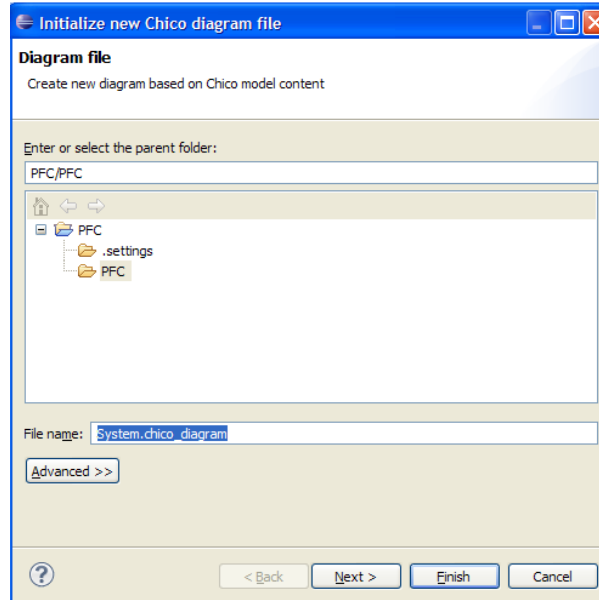 Initialize new Chico diagram file
Diagram file
Create new diagram based on Chico model content
Enter or select the parent folder:
PFC/PFC
PFC
.settings
PFC
File name: System.chico_diagram
Advanced >>
? < Back Next > Finish Cancel